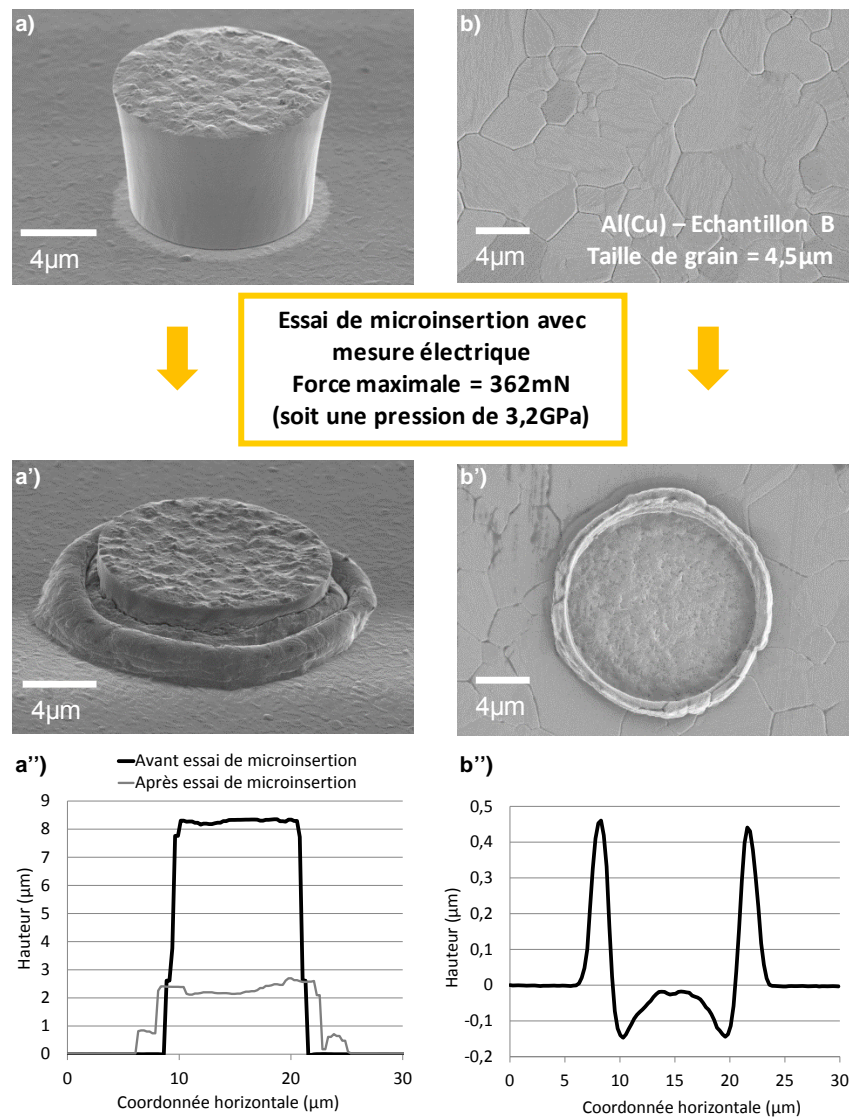 a)
4µm
b)
Al(Cu) – Echantillon B
4µm
Taille de grain = 4,5µm
Essai de microinsertion avec
mesure électrique
Force maximale = 362mN
(soit une pression de 3,2GPa)
a')
4µm
b')
4µm
a'')
Avant essai de microinsertion
Après essai de microinsertion
Hauteur (µm)
9
8
7
6
5
4
3
2
1
0
0
10
20
30
Coordonnée horizontale (µm)
b'')
Hauteur (µm)
0,5
0,4
0,3
0,2
0,1
0
-0,1
-0,2
0
5
10
15
20
25
30
Coordonnée horizontale (µm)